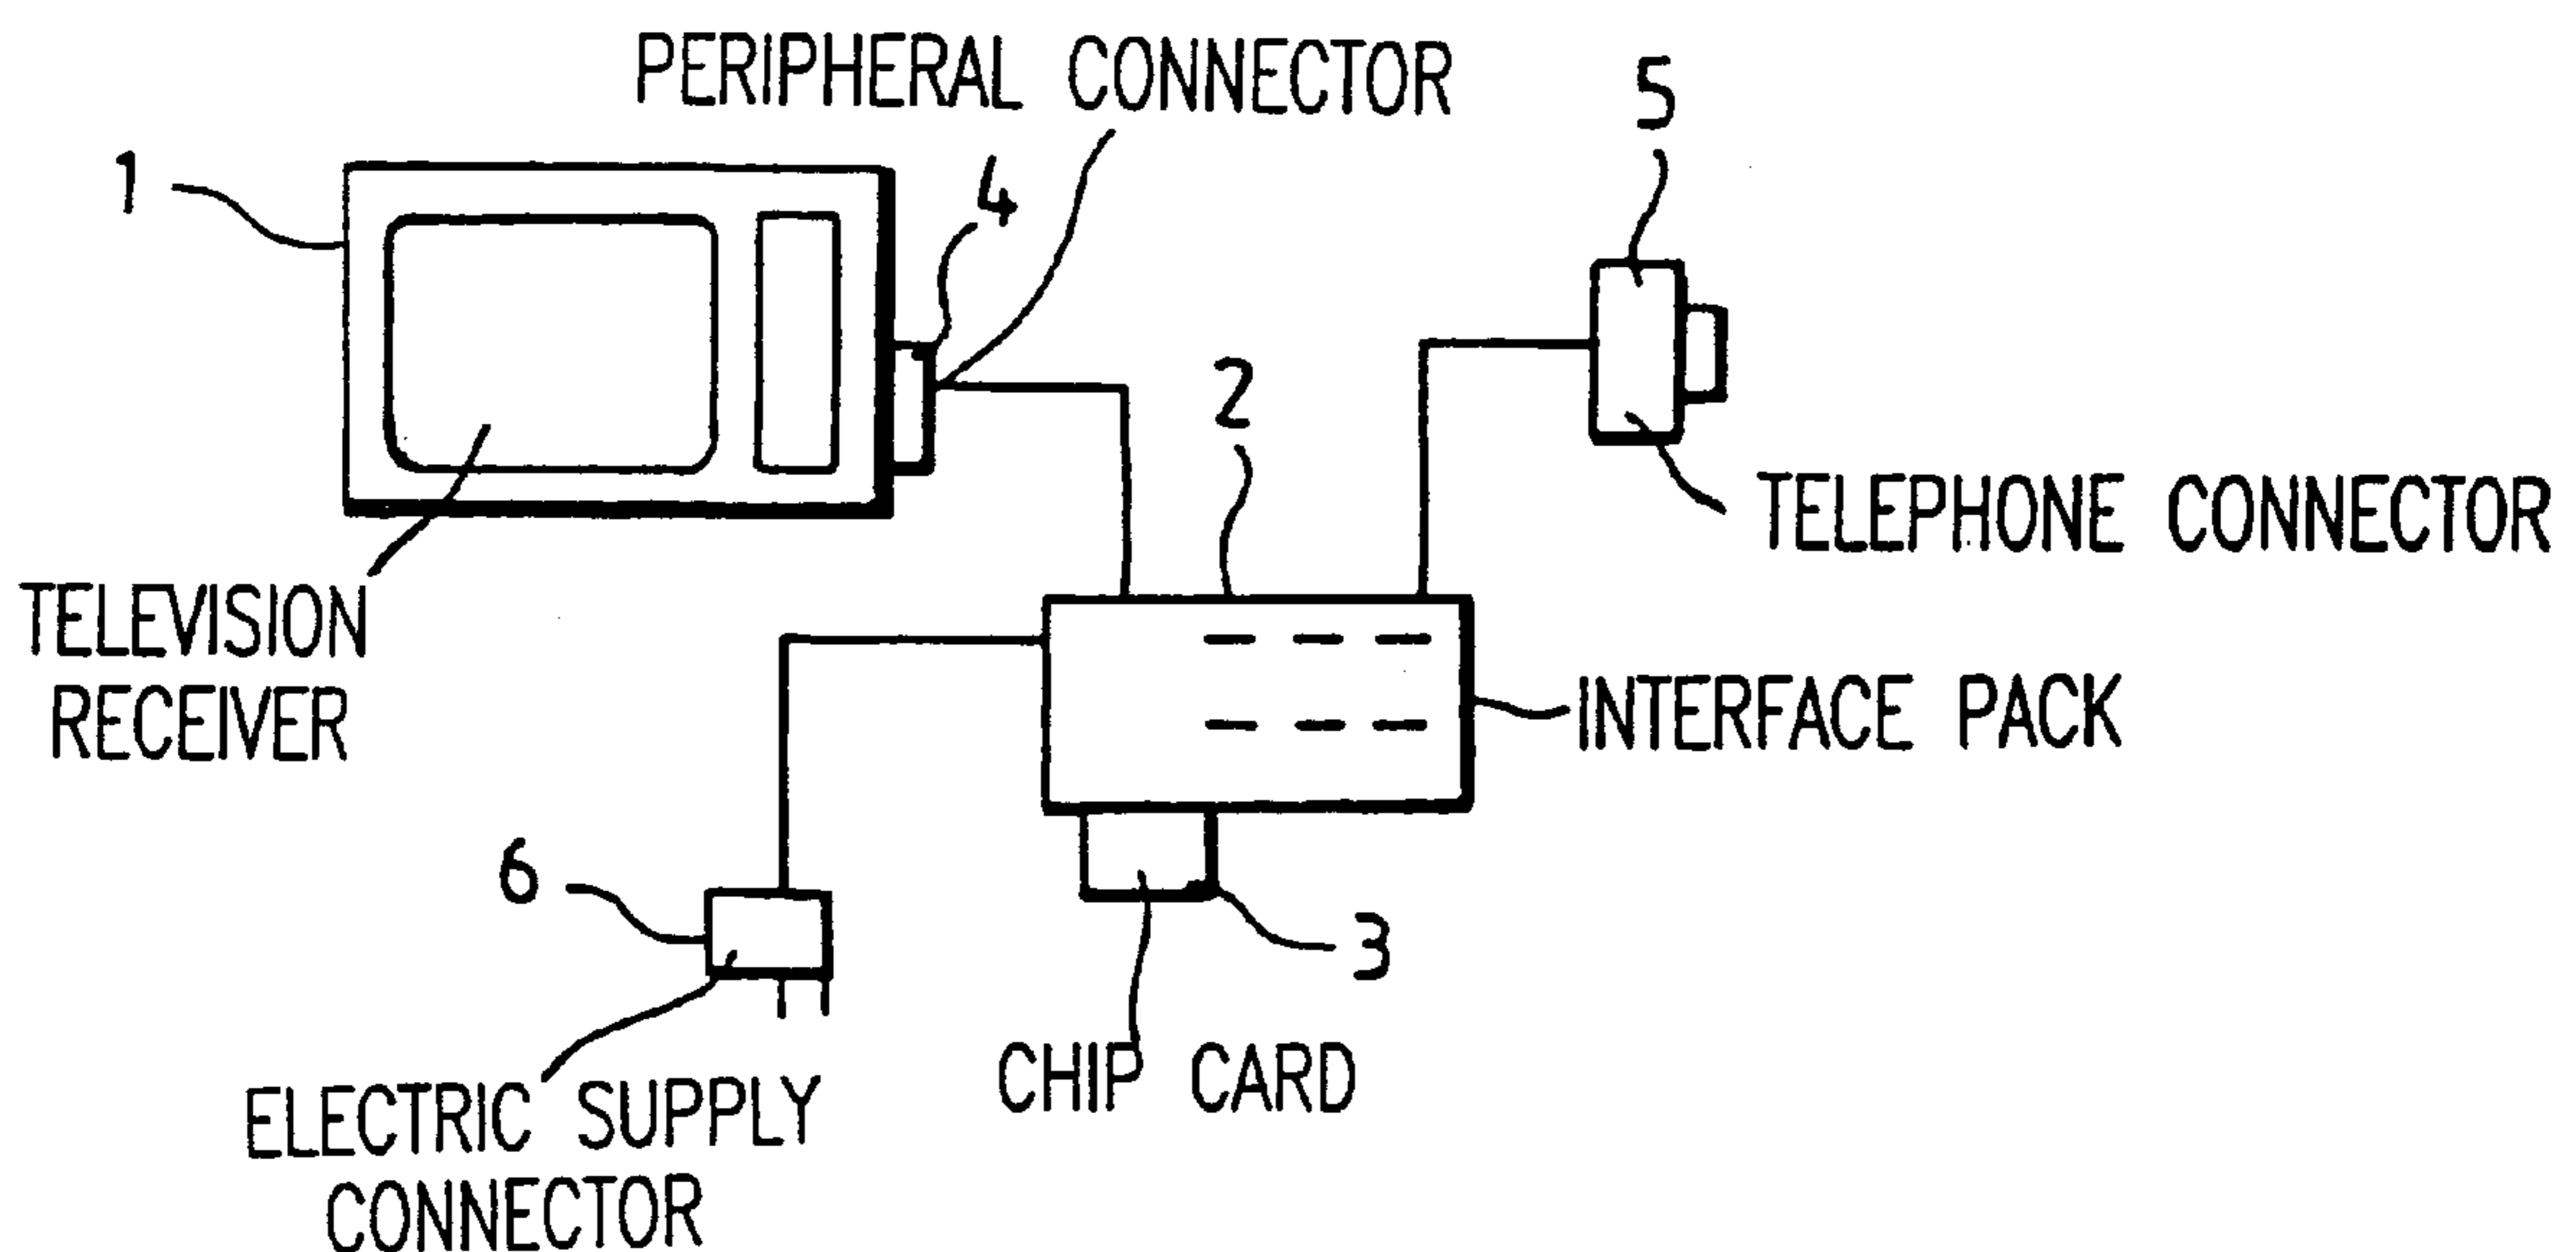 PERIPHERAL CONNECTOR
5
1
4
2
TELEPHONE CONNECTOR
TELEVISION
RECEIVER
INTERFACE PACK
6
3
CHIP CARD
ELECTRIC SUPPLY
CONNECTOR